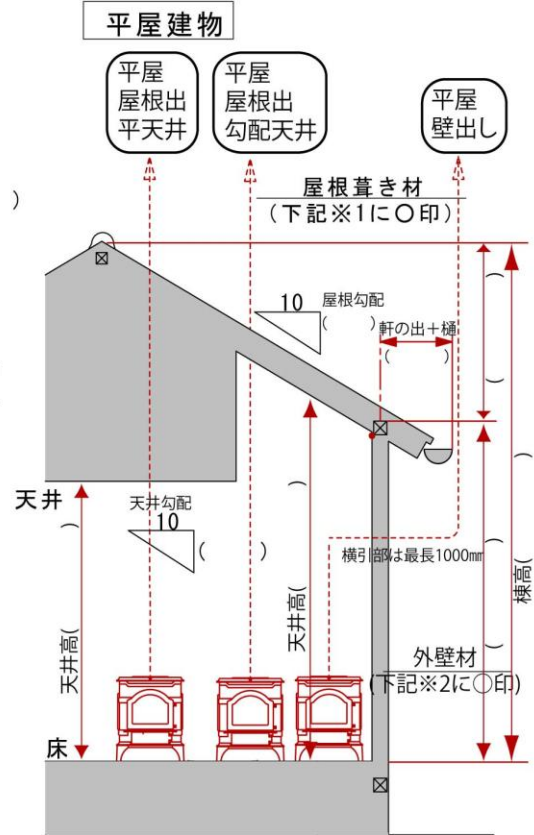 平屋建物
平屋
屋根出
平天井
平屋
屋根出
勾配天井
平屋
壁出し
)
屋根葺き材
(下記※1に〇印)
10
屋根勾配
( )
軒の出+樋
( )
( )
( )
棟高( )
天井
天井勾配
10
( )
天井高( )
天井高( )
横引部は最長1000mm
外壁材
(下記※2に〇印)
床